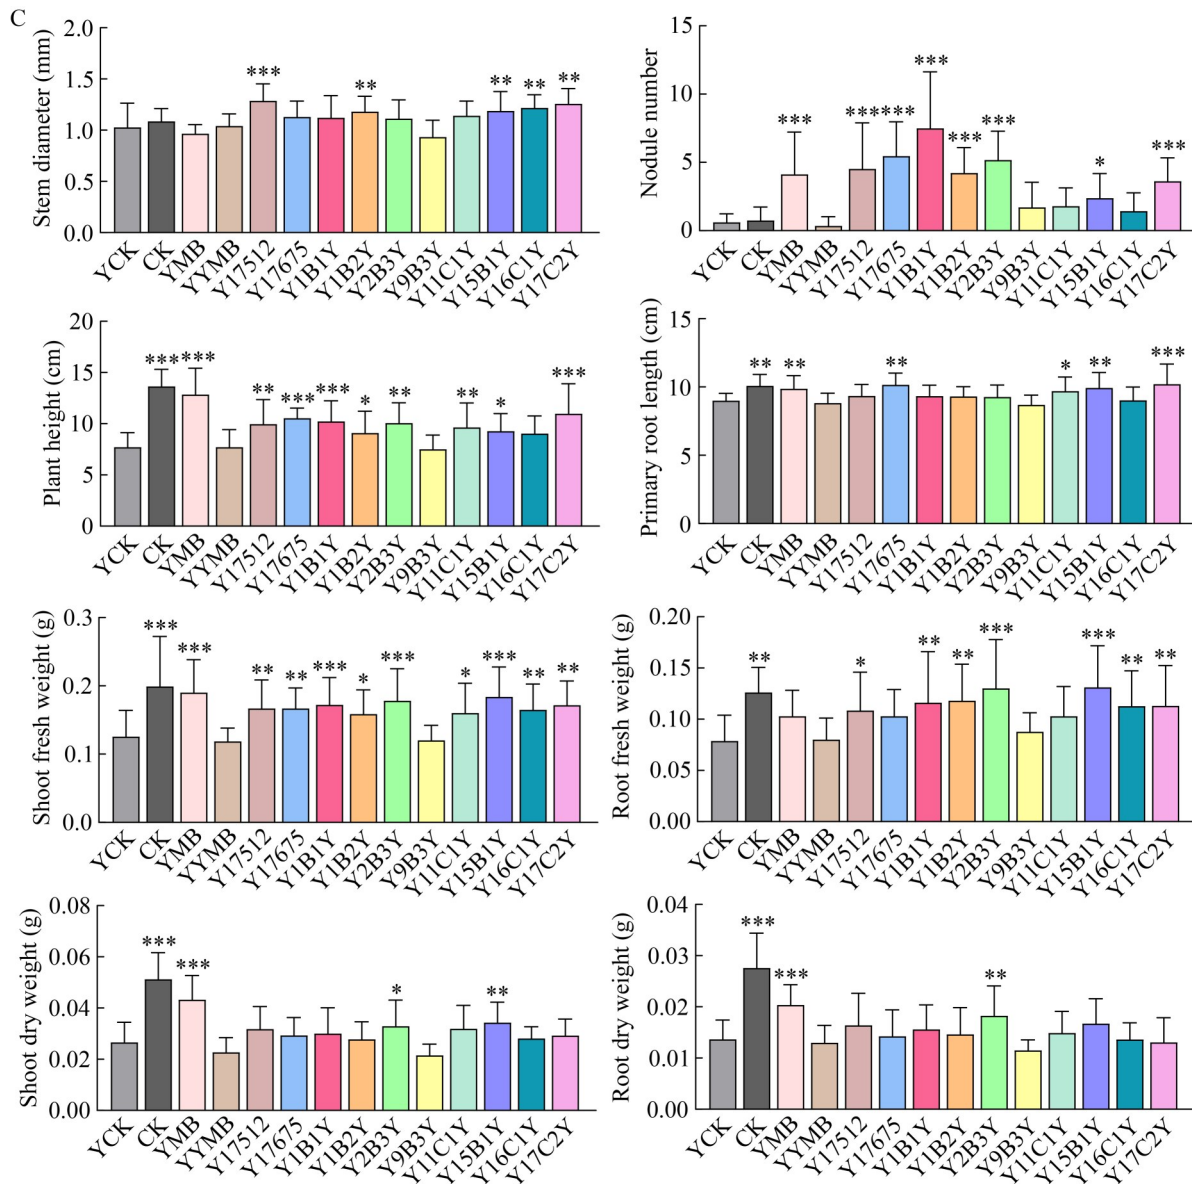 C
Stem diameter (mm)
2.0
1.5
1.0
0.5
0.0
***
**
**
**
**
YCK
CK
YMB
YYMB
Y17512
Y17675
Y1B1Y
Y1B2Y
Y2B3Y
Y9B3Y
Y11C1Y
Y15B1Y
Y16C1Y
Y17C2Y
Nodule number
15
10
5
0
***
***
***
***
***
***
*
***
YCK
CK
YMB
YYMB
Y17512
Y17675
Y1B1Y
Y1B2Y
Y2B3Y
Y9B3Y
Y11C1Y
Y15B1Y
Y16C1Y
Y17C2Y
Plant height (cm)
20
15
10
5
0
***
***
**
***
***
*
**
**
*
***
YCK
CK
YMB
YYMB
Y17512
Y17675
Y1B1Y
Y1B2Y
Y2B3Y
Y9B3Y
Y11C1Y
Y15B1Y
Y16C1Y
Y17C2Y
Primary root length (cm)
15
10
5
0
**
**
**
*
**
***
YCK
CK
YMB
YYMB
Y17512
Y17675
Y1B1Y
Y1B2Y
Y2B3Y
Y9B3Y
Y11C1Y
Y15B1Y
Y16C1Y
Y17C2Y
Shoot fresh weight (g)
0.3
0.2
0.1
0.0
***
***
**
**
***
*
***
*
***
**
**
YCK
CK
YMB
YYMB
Y17512
Y17675
Y1B1Y
Y1B2Y
Y2B3Y
Y9B3Y
Y11C1Y
Y15B1Y
Y16C1Y
Y17C2Y
Root fresh weight (g)
0.20
0.15
0.10
0.05
0.00
**
*
**
**
***
***
**
**
YCK
CK
YMB
YYMB
Y17512
Y17675
Y1B1Y
Y1B2Y
Y2B3Y
Y9B3Y
Y11C1Y
Y15B1Y
Y16C1Y
Y17C2Y
Shoot dry weight (g)
0.08
0.06
0.04
0.02
0.00
***
***
*
**
YCK
CK
YMB
YYMB
Y17512
Y17675
Y1B1Y
Y1B2Y
Y2B3Y
Y9B3Y
Y11C1Y
Y15B1Y
Y16C1Y
Y17C2Y
Root dry weight (g)
0.04
0.03
0.02
0.01
0.00
***
***
**
YCK
CK
YMB
YYMB
Y17512
Y17675
Y1B1Y
Y1B2Y
Y2B3Y
Y9B3Y
Y11C1Y
Y15B1Y
Y16C1Y
Y17C2Y